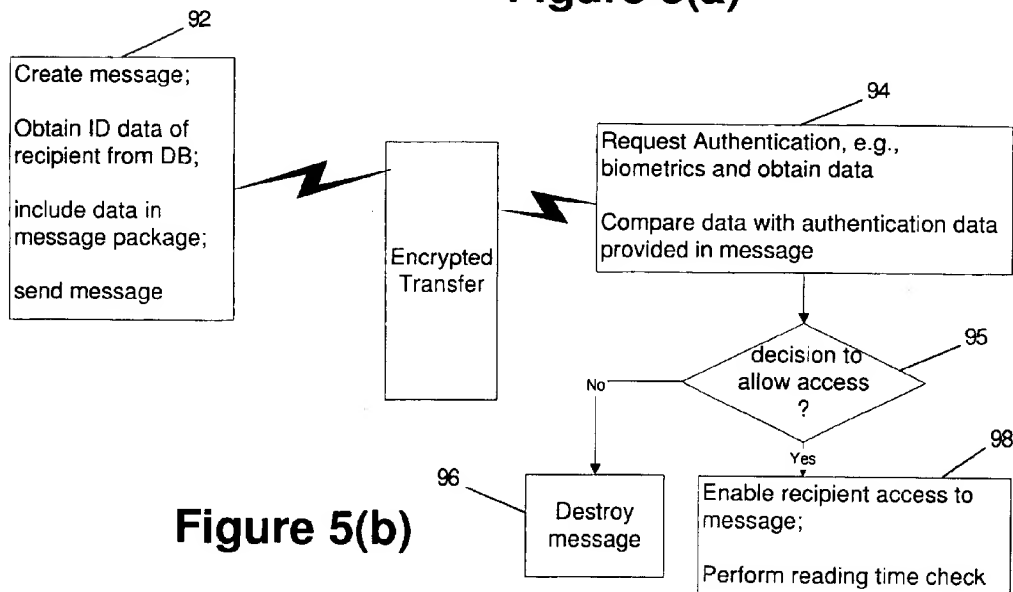 Figure
92
Create message;
Obtain ID data of
recipient from DB;
include data in
message package;
send message
Encrypted
Transfer
94
Request Authentication, e.g.,
biometrics and obtain data
Compare data with authentication data
provided in message
95
decision to
allow access
?
No
Yes
96
Destroy
message
98
Enable recipient access to
message;
Perform reading time check
Figure 5(b)